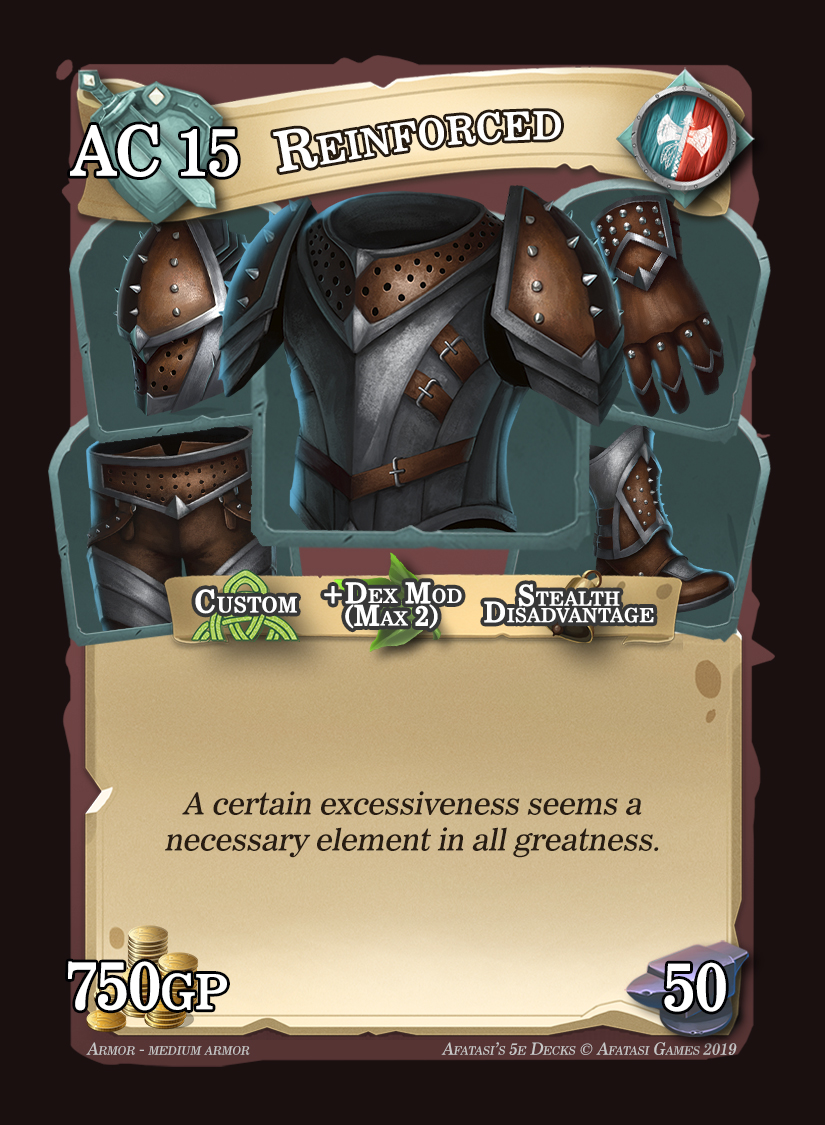 AC 15
Reinforced
Custom
+Dex Mod
(Max 2)
Stealth
Disadvantage
A certain excessiveness seems a
necessary element in all greatness.
750GP
50
Armor - medium armor
Afatasi's 5e Decks © Afatasi Games 2019